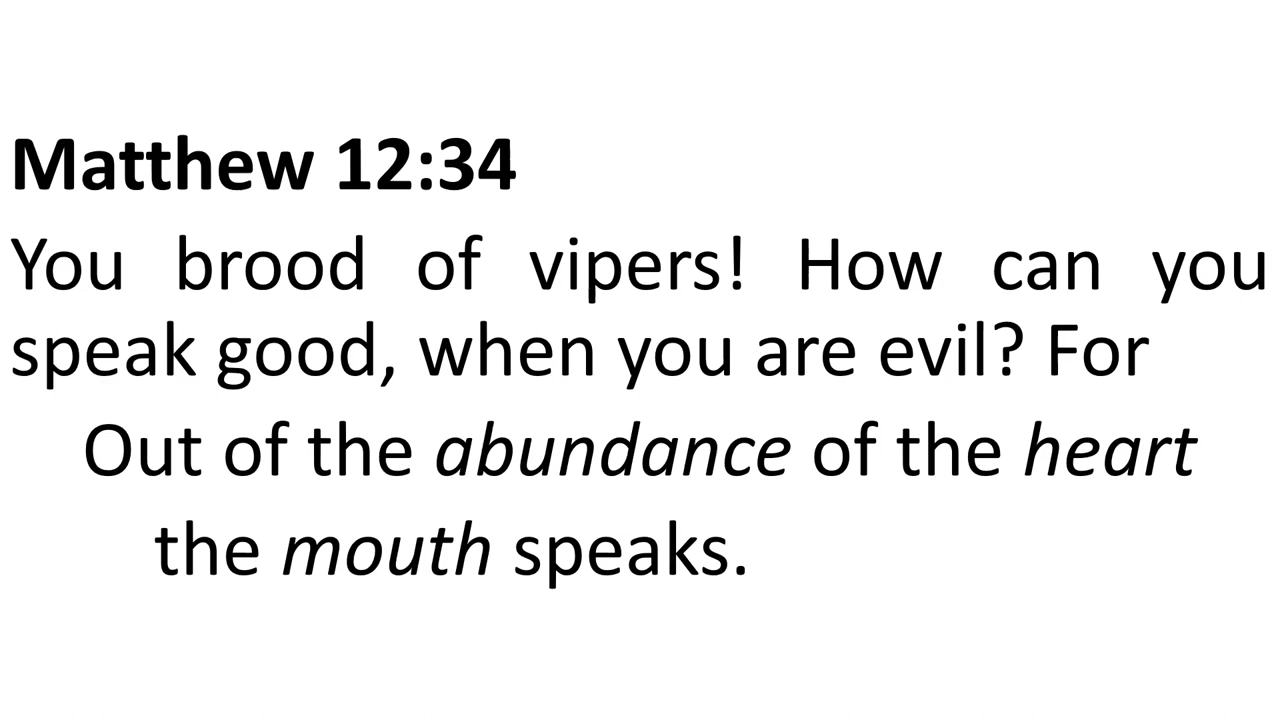 Matthew 12:34
You brood of vipers! How can you
speak good, when you are evil? For
Out of the abundance of the heart
the mouth speaks.